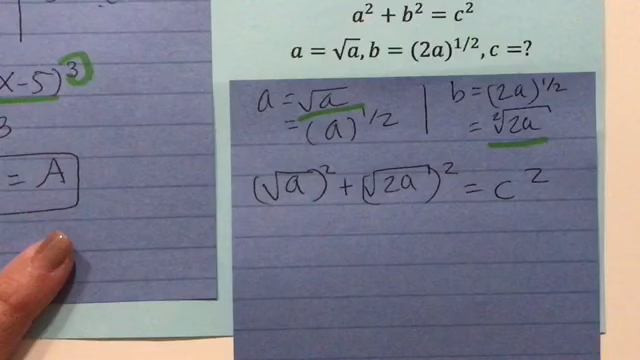 a² + b² = c²
a = √a, b = (2a)^1/2, c = ?
x - 5)³
3
= A
a = √a
= (a)^1/2
b = (2a)^1/2
= ²√2a
(√a)² + (√2a)² = c²